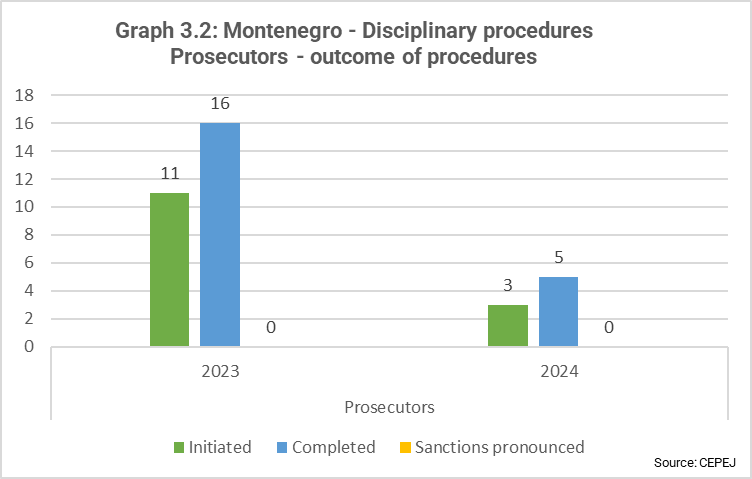 Graph 3.2: Montenegro - Disciplinary procedures
Prosecutors - outcome of procedures
18
16
14
12
10
8
6
4
2
0
11
16
0
3
5
0
2023
2024
Prosecutors
Initiated
Completed
Sanctions pronounced
Source: CEPEJ